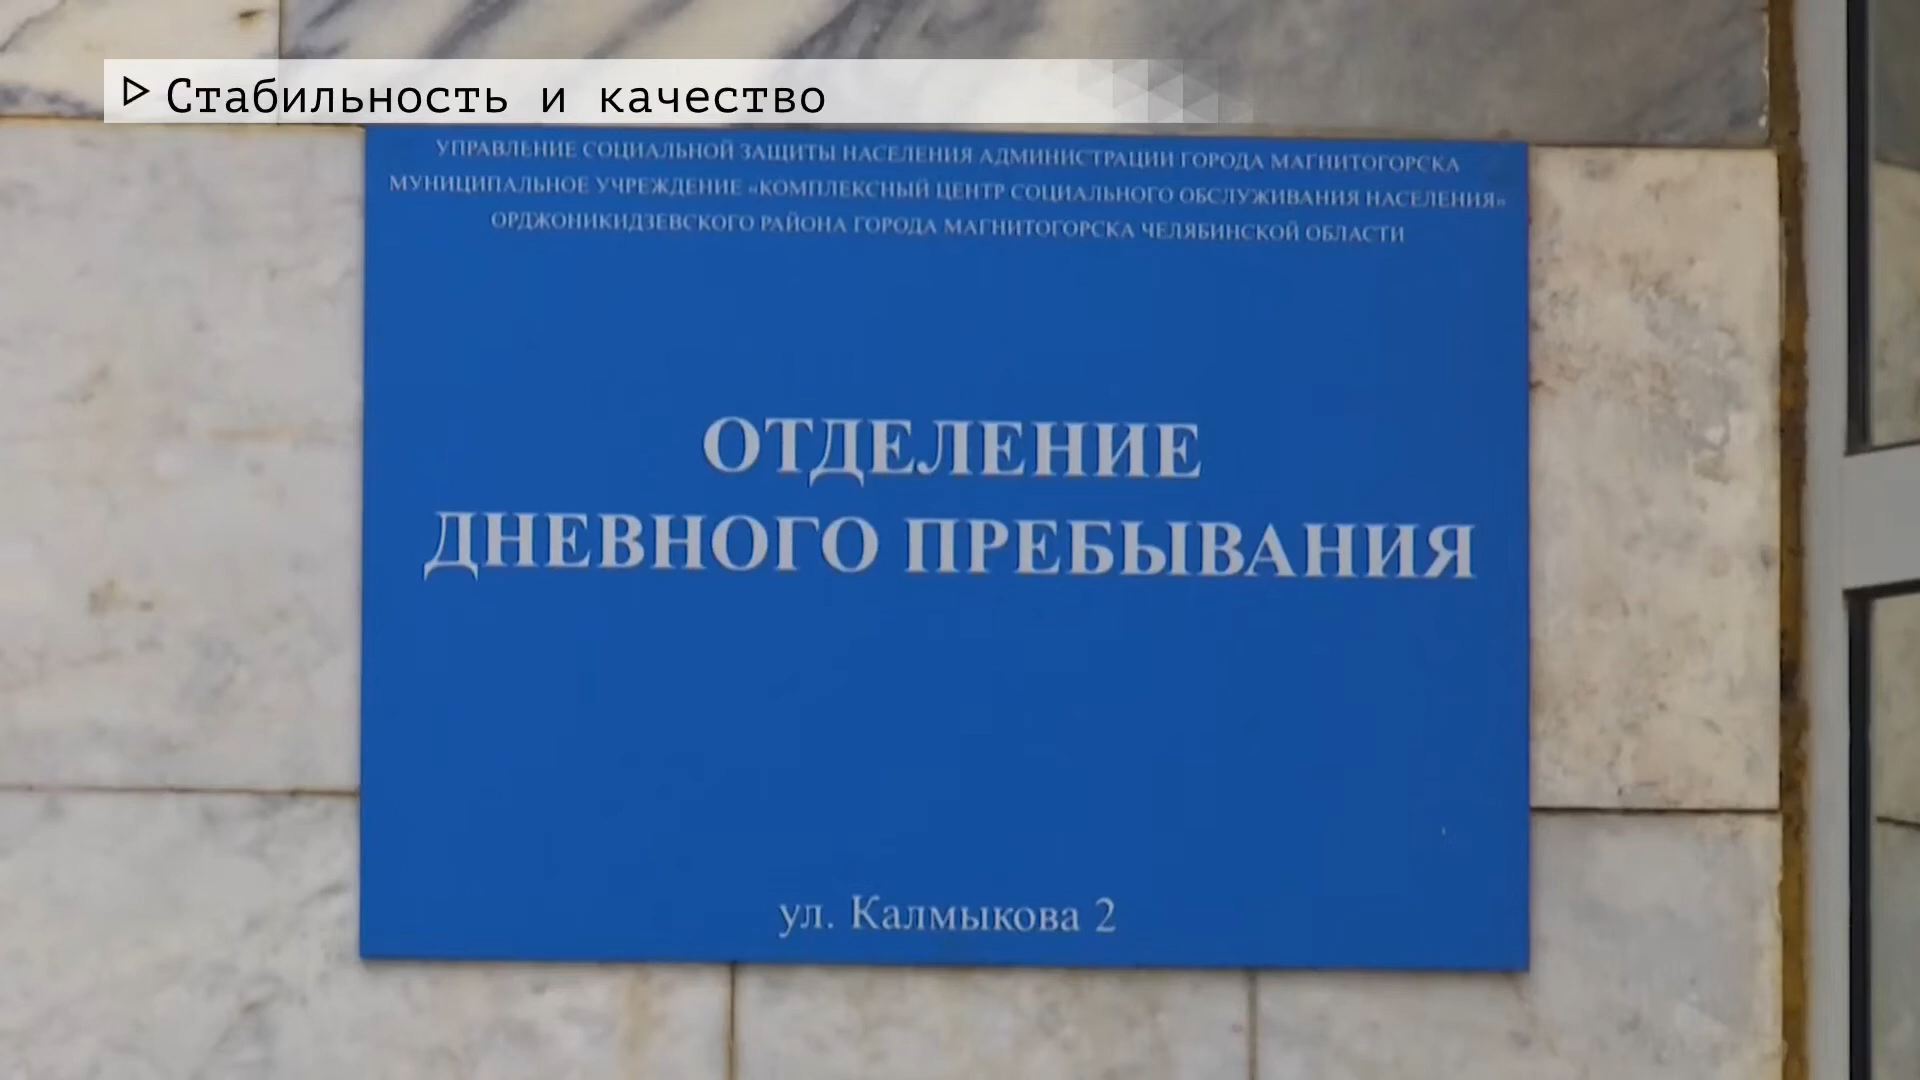 Стабильность и качество
УПРАВЛЕНИЕ СОЦИАЛЬНОЙ ЗАЩИТЫ НАСЕЛЕНИЯ АДМИНИСТРАЦИИ ГОРОДА МАГНИТОГОРСКА
МУНИЦИПАЛЬНОЕ УЧРЕЖДЕНИЕ «КОМПЛЕКСНЫЙ ЦЕНТР СОЦИАЛЬНОГО ОБСЛУЖИВАНИЯ НАСЕЛЕНИЯ»
ОРДЖОНИКИДЗЕВСКОГО РАЙОНА ГОРОДА МАГНИТОГОРСКА ЧЕЛЯБИНСКОЙ ОБЛАСТИ
ОТДЕЛЕНИЕ
ДНЕВНОГО ПРЕБЫВАНИЯ
ул. Калмыкова 2